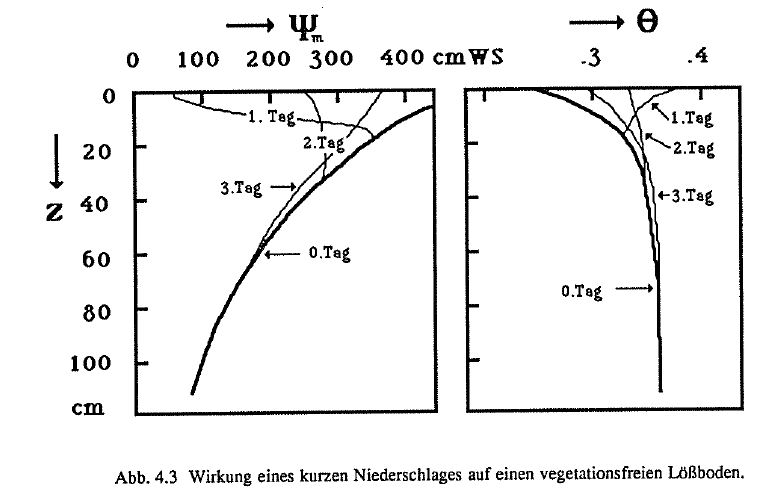 Ψm
θ
0 100 200 300 400 cm WS
.3 .4
0
20
40
60
80
100
cm
z
1. Tag
2.Tag
3.Tag
0.Tag
1.Tag
2.Tag
3.Tag
0.Tag
Abb. 4.3 Wirkung eines kurzen Niederschlages auf einen vegetationsfreien Lößboden.